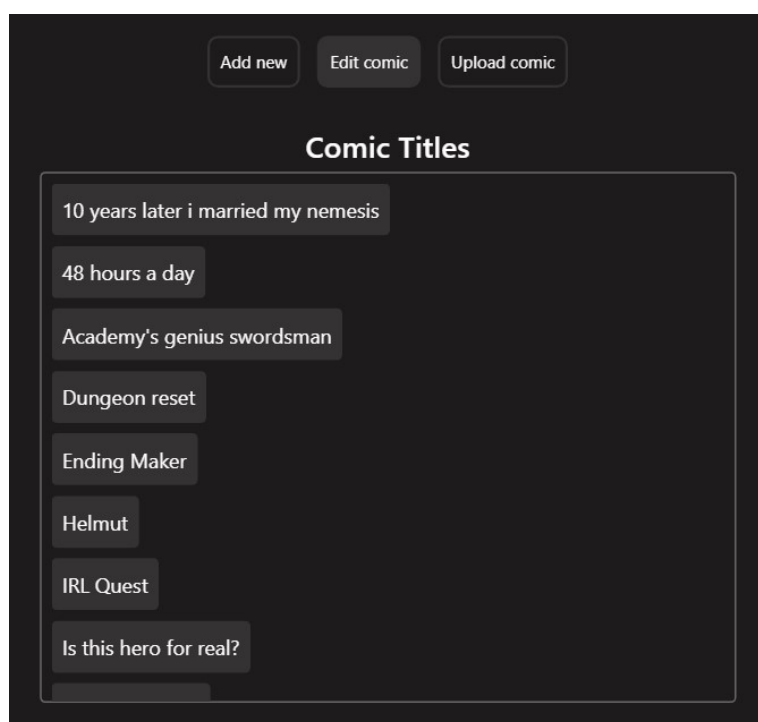 Add new Edit comic Upload comic
Comic Titles
10 years later i married my nemesis
48 hours a day
Academy's genius swordsman
Dungeon reset
Ending Maker
Helmut
IRL Quest
Is this hero for real?